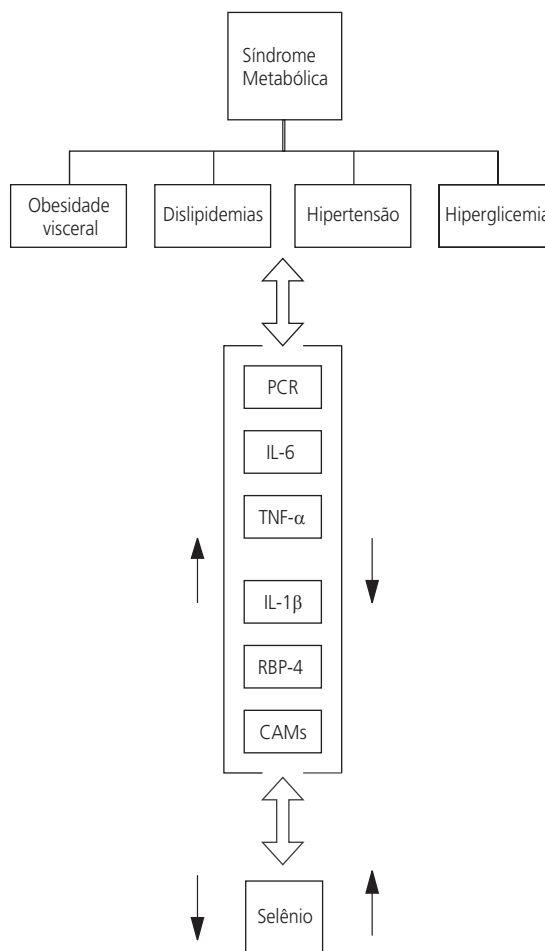 Síndrome
Metabólica
Obesidade
visceral
Dislipidemias
Hipertensão
Hiperglicemia
PCR
IL-6
TNF-α
IL-1β
RBP-4
CAMs
Selênio